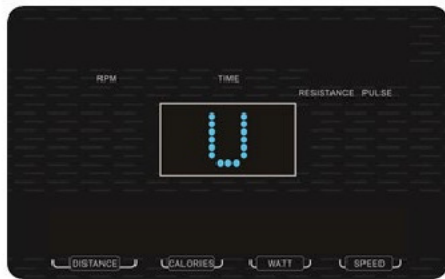 RPM TIME
RESISTANCE PULSE
U
DISTANCE CALORIES WATT SPEED